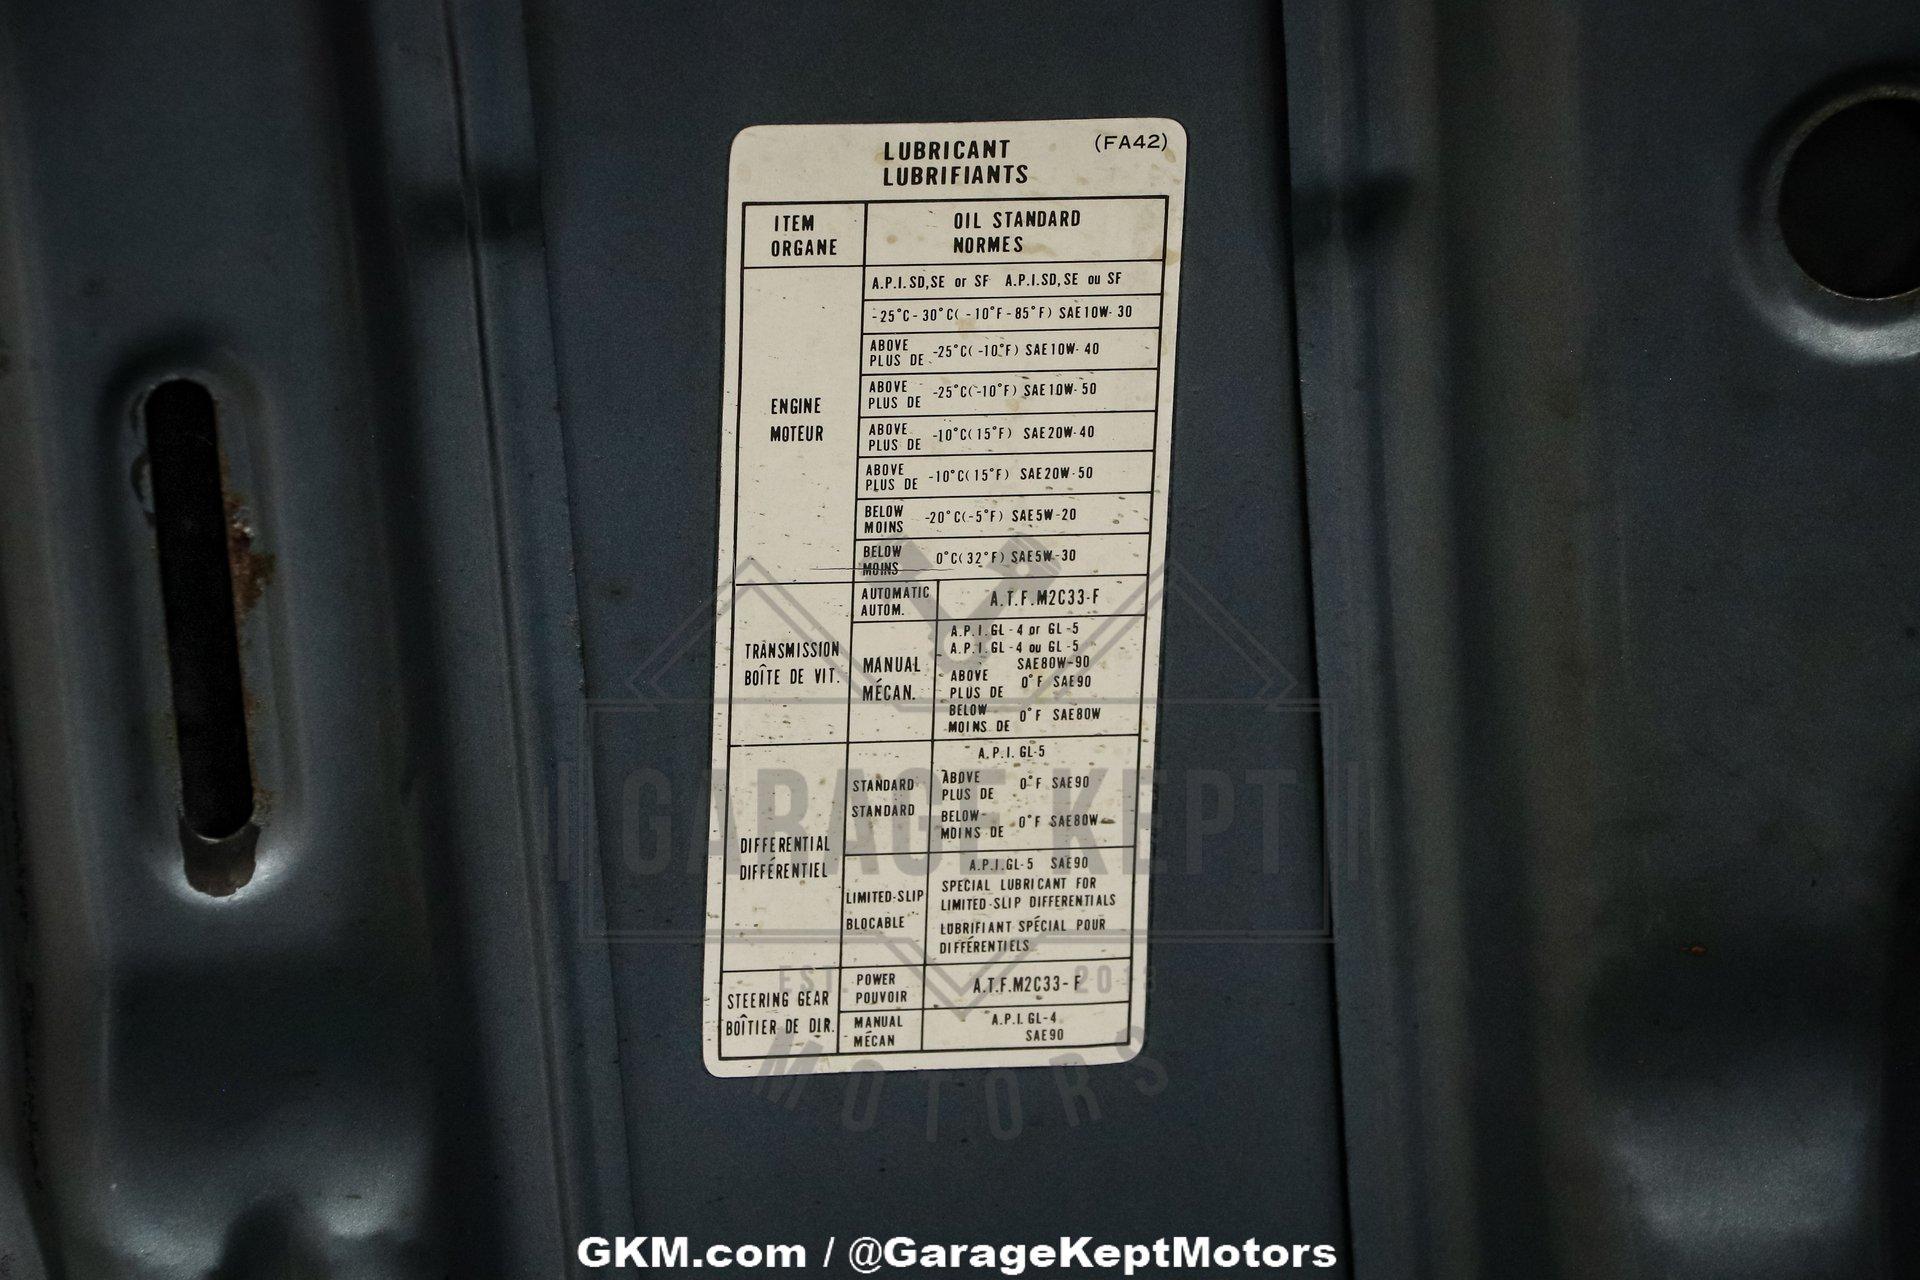 LUBRICANT (FA42)
LUBRIFIANTS
ITEM
ORGANE
OIL STANDARD
NORMES
ENGINE
MOTEUR
A.P.I.SD,SE or SF A.P.I.SD,SE ou SF
-25°C-30°C(-10°F-85°F) SAE10W-30
ABOVE
PLUS DE -25°C(-10°F) SAE10W-40
ABOVE
PLUS DE -25°C(-10°F) SAE10W-50
ABOVE
PLUS DE -10°C(15°F) SAE20W-40
ABOVE
PLUS DE -10°C(15°F) SAE20W-50
BELOW
MOINS -20°C(-5°F) SAE5W-20
BELOW
MOINS 0°C(32°F) SAE5W-30
TRANSMISSION
BOÎTE DE VIT.
AUTOMATIC
AUTOM.
A.T.F.M2C33-F
MANUAL
MÉCAN.
A.P.I.GL-4 or GL-5
A.P.I.GL-4 ou GL-5
SAE80W-90
ABOVE
PLUS DE 0°F SAE90
BELOW
MOINS DE 0°F SAE80W
DIFFERENTIAL
DIFFÉRENTIEL
STANDARD
STANDARD
A.P.I.GL-5
ABOVE
PLUS DE 0°F SAE90
BELOW
MOINS DE 0°F SAE80W
LIMITED-SLIP
BLOCABLE
A.P.I.GL-5 SAE90
SPECIAL LUBRICANT FOR
LIMITED-SLIP DIFFERENTIALS
LUBRIFIANT SPÉCIAL POUR
DIFFÉRENTIELS
STEERING GEAR
BOÎTIER DE DIR.
POWER
POUVOIR
A.T.F.M2C33-F
MANUAL
MÉCAN
A.P.I.GL-4
SAE90
GARAGE KEPT
EST. 2013
MOTORS
GKM.com / @GarageKeptMotors